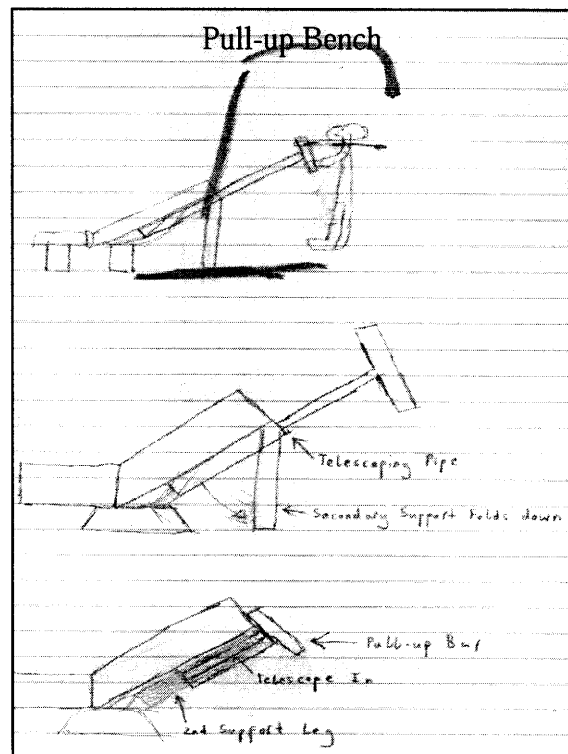 Pull-up Bench
Telescoping Pipe
Secondary Support Folds down
Pull-up Bar
Telescope In
2nd Support Leg